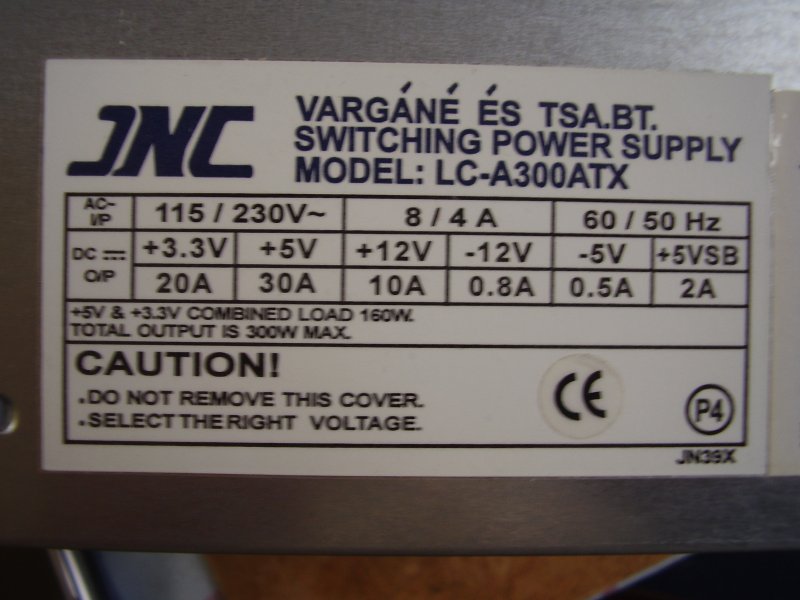 JNC
VARGÁNÉ ÉS TSA.BT.
SWITCHING POWER SUPPLY
MODEL: LC-A300ATX
AC-I/P 115 / 230V~ 8 / 4 A 60 / 50 Hz
DC ⎓ O/P +3.3V +5V +12V -12V -5V +5VSB
20A 30A 10A 0.8A 0.5A 2A
+5V & +3.3V COMBINED LOAD 160W.
TOTAL OUTPUT IS 300W MAX.
CAUTION!
.DO NOT REMOVE THIS COVER.
.SELECT THE RIGHT VOLTAGE.
CE
P4
JN39X